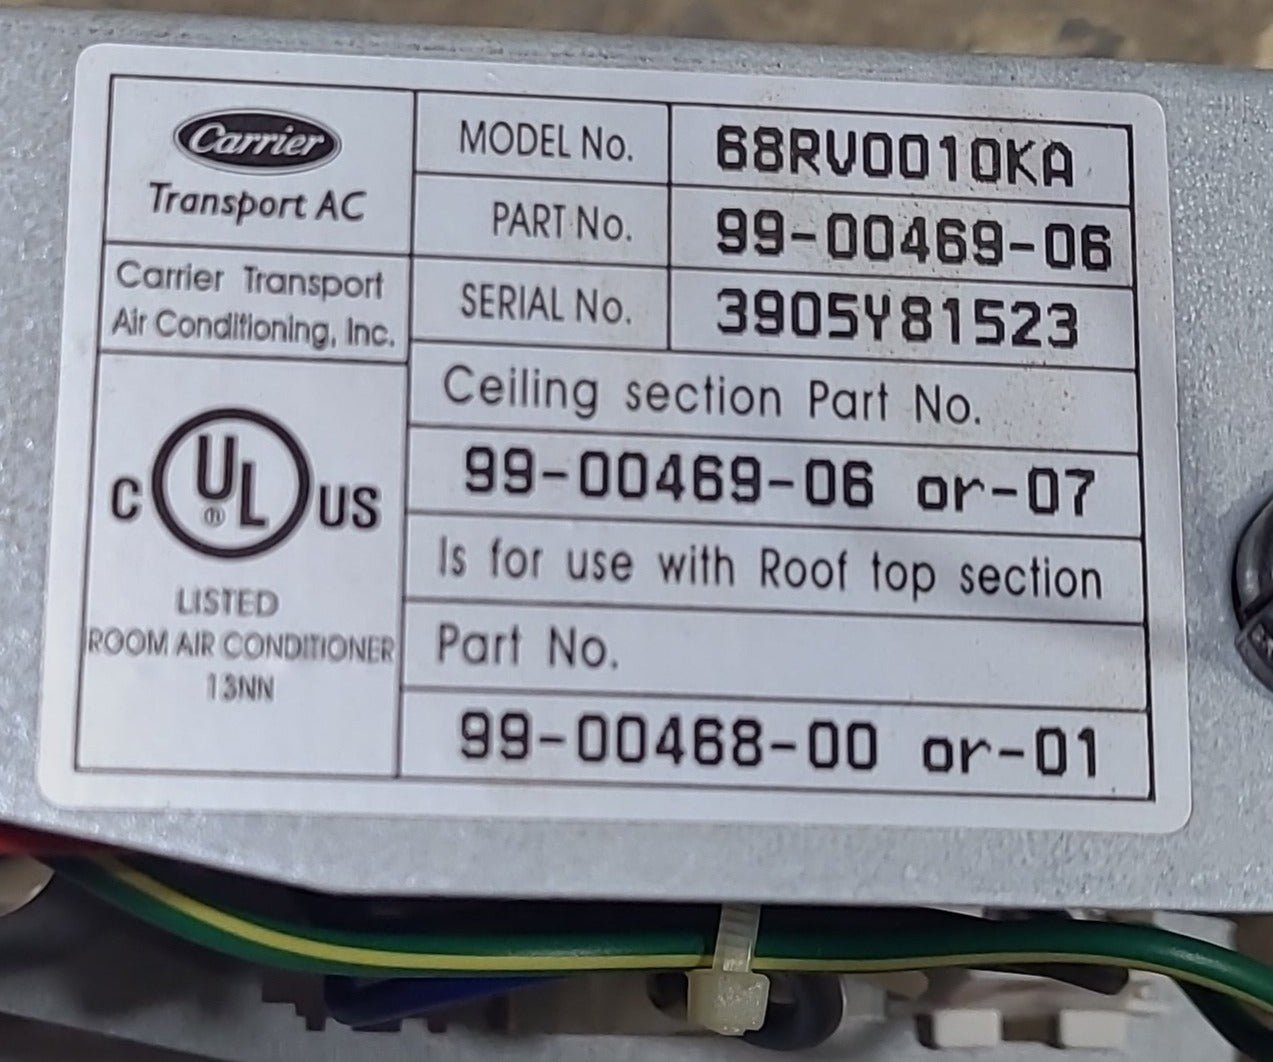 Carrier
Transport AC
Carrier Transport
Air Conditioning, Inc.
C UL® US
LISTED
ROOM AIR CONDITIONER
13NN
MODEL No. 68RV0010KA
PART No. 99-00469-06
SERIAL No. 3905Y81523
Ceiling section Part No.
99-00469-06 or-07
Is for use with Roof top section
Part No.
99-00468-00 or-01